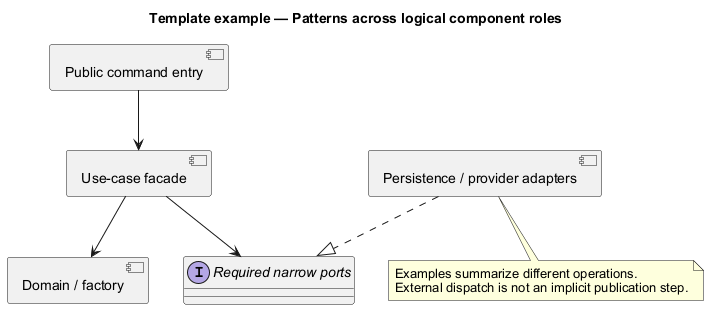 Template example — Patterns across logical component roles
Public command entry
Use-case facade
Persistence / provider adapters
Domain / factory
I Required narrow ports
Examples summarize different operations.
External dispatch is not an implicit publication step.